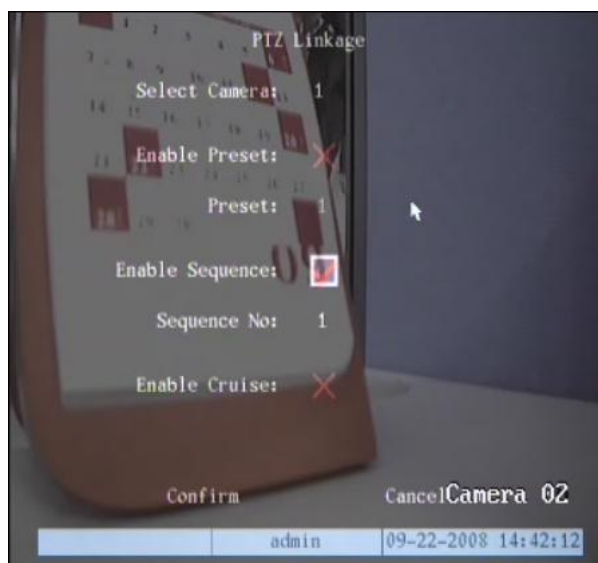 PTZ Linkage
Select Camera: 1
Enable Preset:
Preset: 1
Enable Sequence:
Sequence No: 1
Enable Cruise:
Confirm
Cancel
Camera 02
admin
09-22-2008 14:42:12